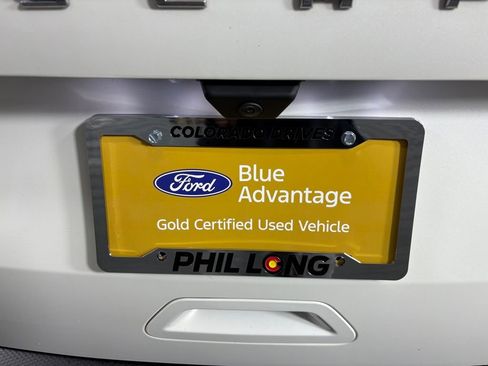 COLORADO DRIVES
Ford
Blue
Advantage
Gold Certified Used Vehicle
PHIL LONG